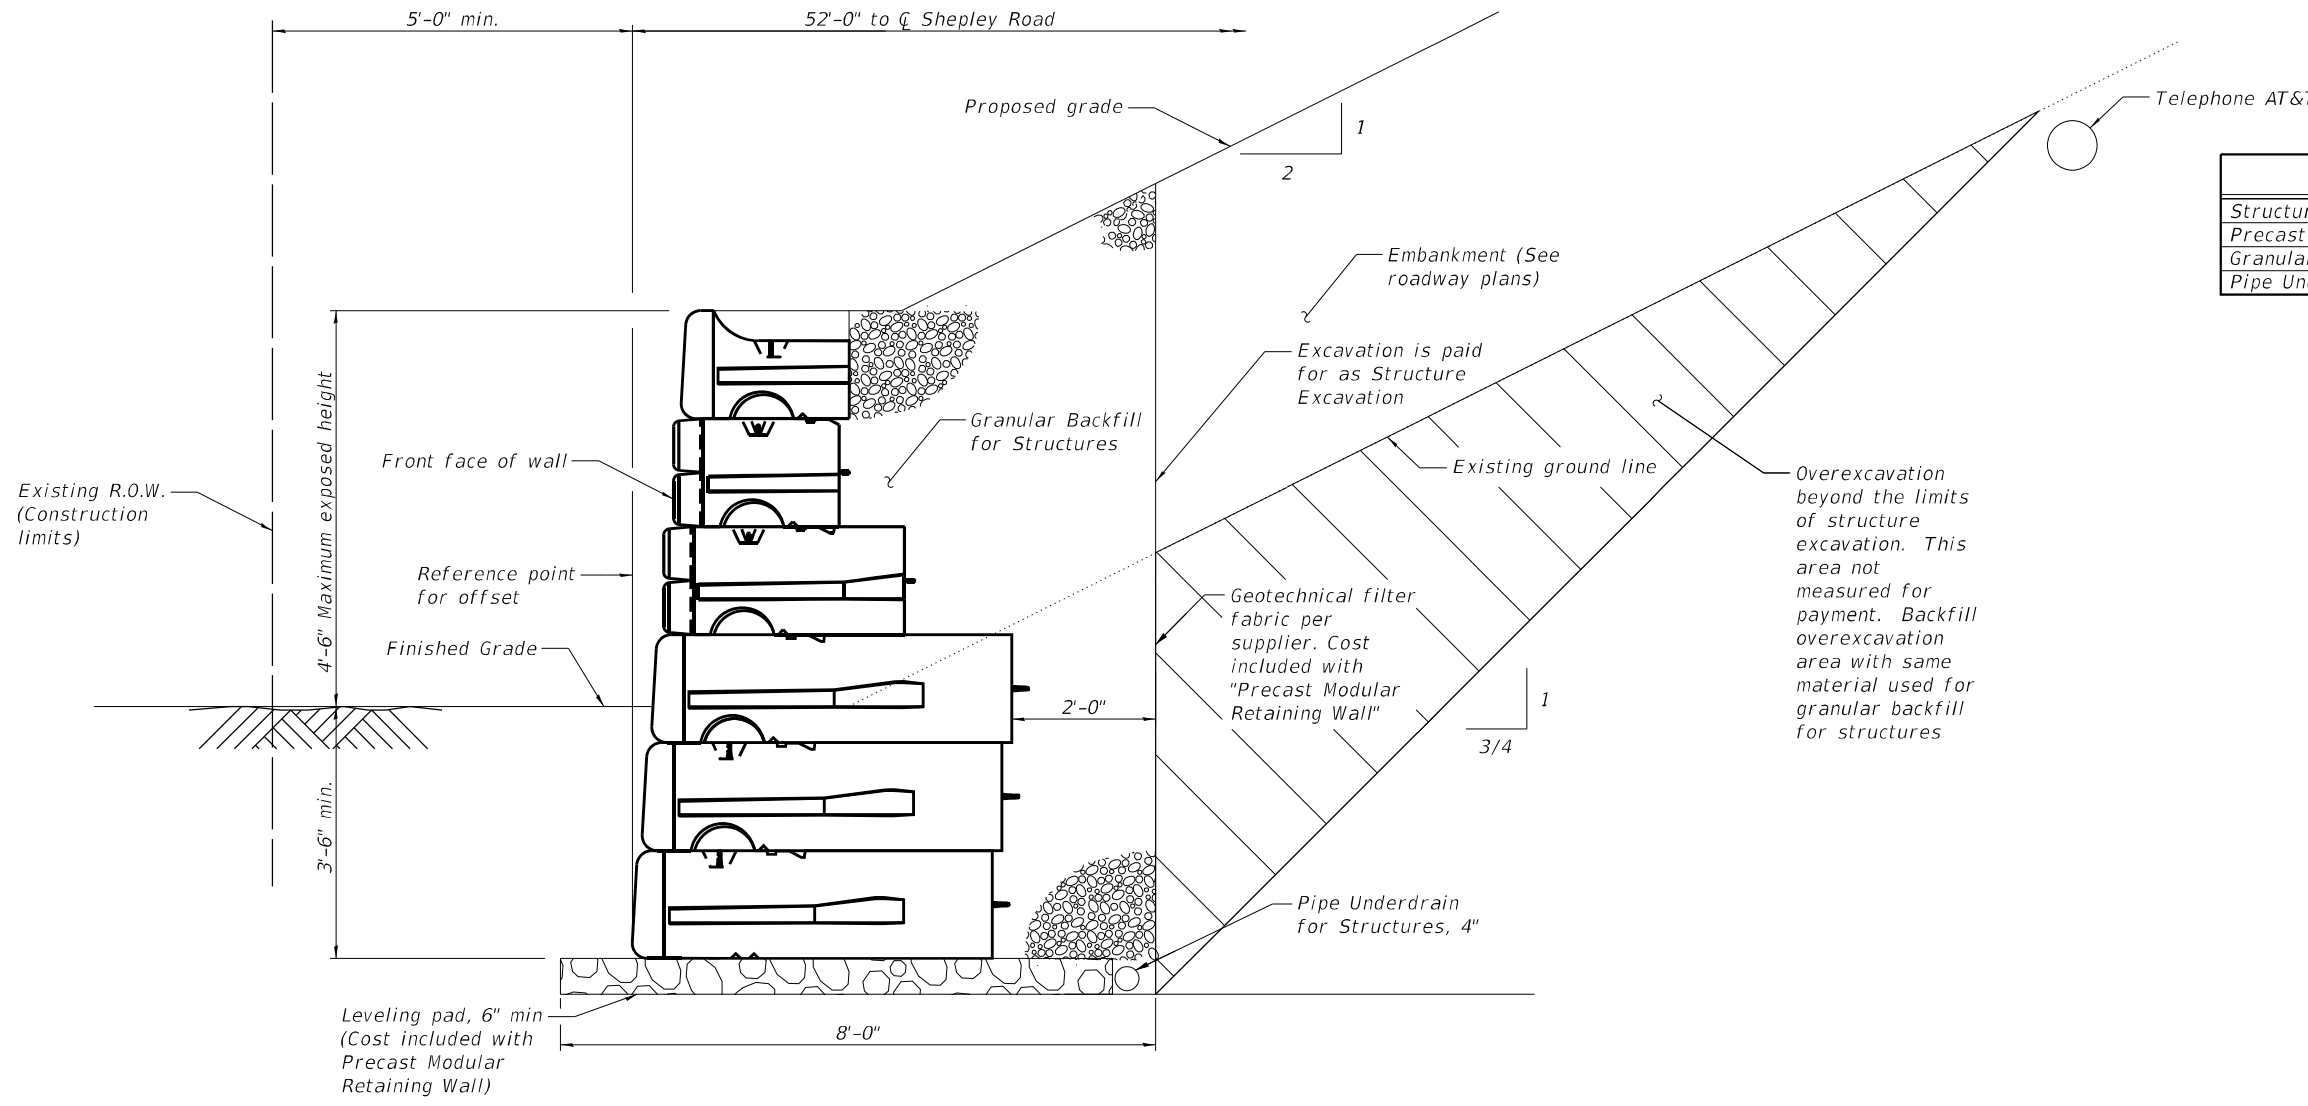 5'-0" min.
52'-0" to ℄ Shepley Road
Proposed grade
1
2
Telephone AT&T
Structur
Precast
Granular
Pipe Un
Embankment (See
roadway plans)
Excavation is paid
for as Structure
Excavation
Granular Backfill
for Structures
Front face of wall
Existing R.O.W.
(Construction
limits)
4'-6" Maximum exposed height
Reference point
for offset
Finished Grade
Existing ground line
Overexcavation
beyond the limits
of structure
excavation. This
area not
measured for
payment. Backfill
overexcavation
area with same
material used for
granular backfill
for structures
Geotechnical filter
fabric per
supplier. Cost
included with
"Precast Modular
Retaining Wall"
2'-0"
1
3/4
3'-6" min.
Pipe Underdrain
for Structures, 4"
Leveling pad, 6" min
(Cost included with
Precast Modular
Retaining Wall)
8'-0"